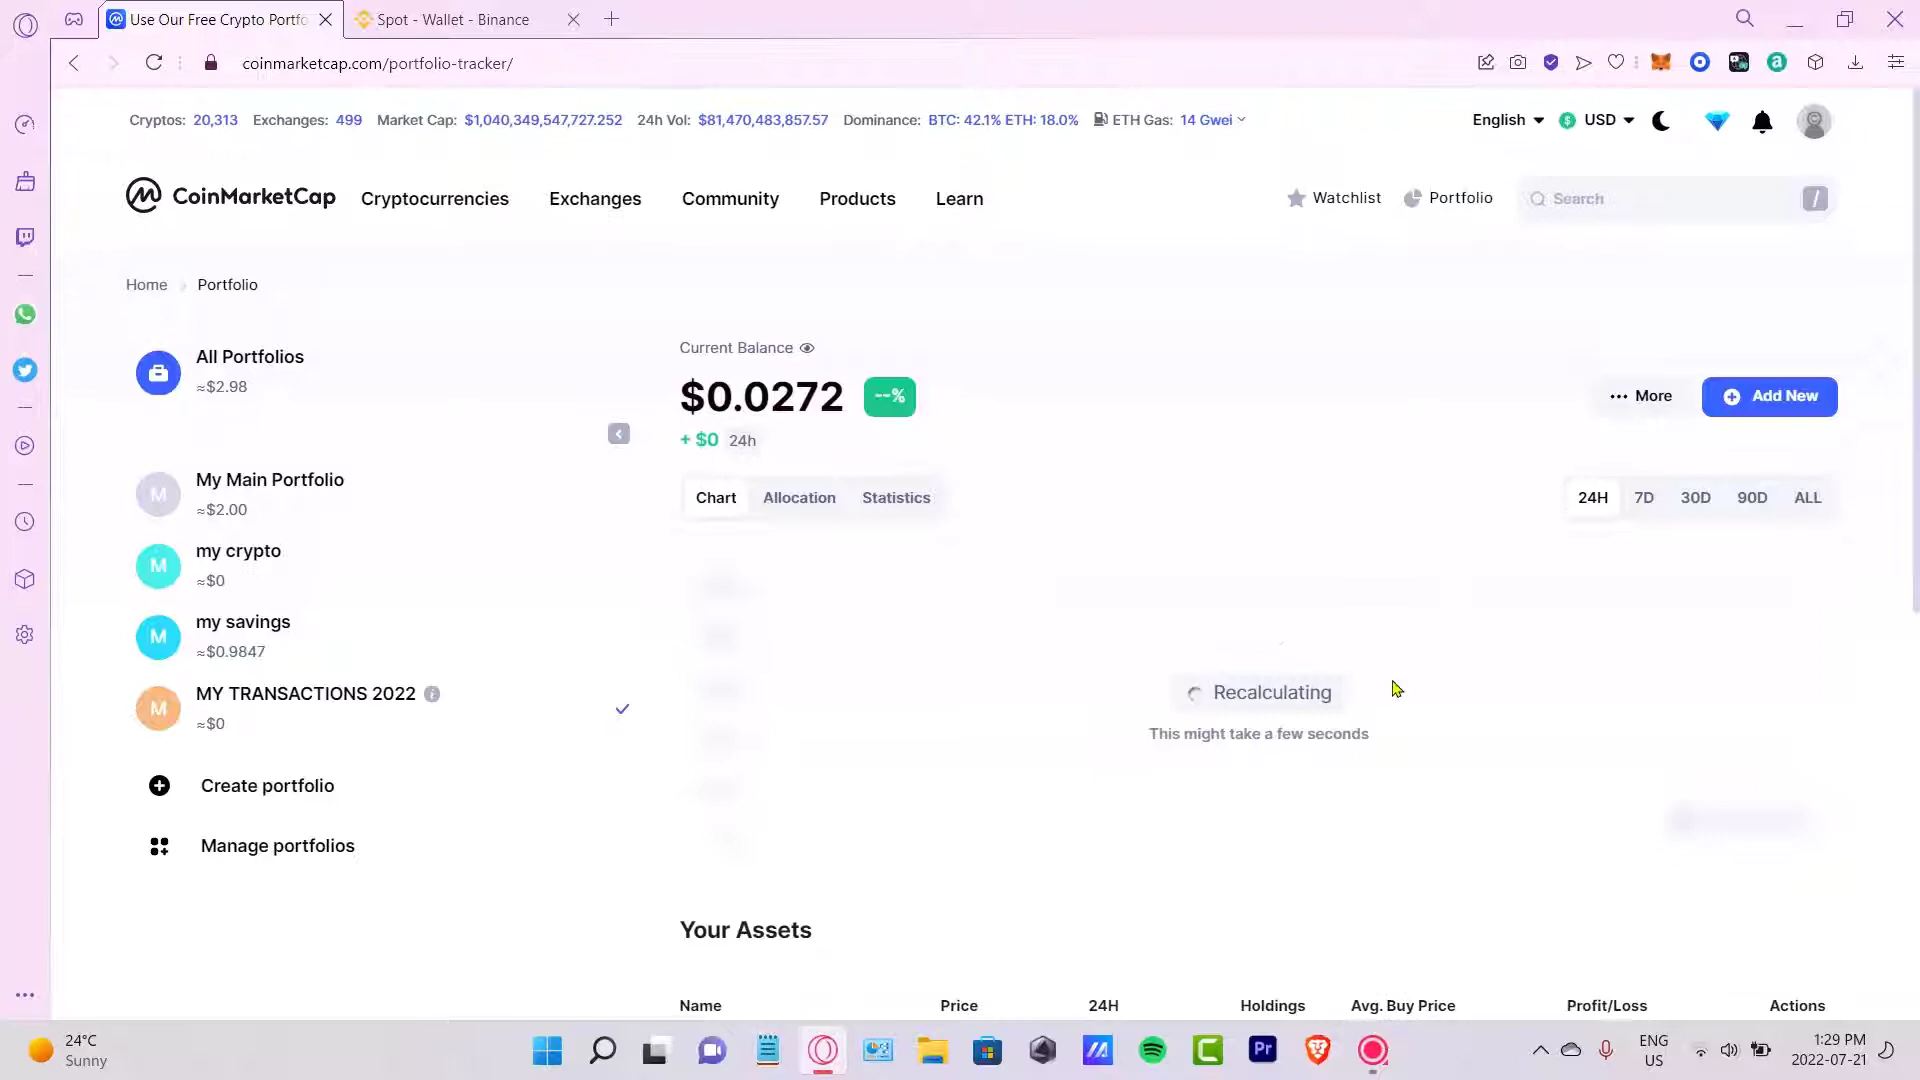 Use Our Free Crypto Portfo
Spot - Wallet - Binance
coinmarketcap.com/portfolio-tracker/
Cryptos: 20,313 Exchanges: 499 Market Cap: $1,040,349,547,727.252 24h Vol: $81,470,483,857.57 Dominance: BTC: 42.1% ETH: 18.0% ETH Gas: 14 Gwei
English USD
CoinMarketCap Cryptocurrencies Exchanges Community Products Learn
Watchlist Portfolio Search /
Home Portfolio
All Portfolios
≈$2.98
M My Main Portfolio
≈$2.00
M my crypto
≈$0
M my savings
≈$0.9847
M MY TRANSACTIONS 2022
≈$0
Create portfolio
Manage portfolios
Current Balance
$0.0272 --%
More Add New
+ $0 24h
Chart Allocation Statistics
24H 7D 30D 90D ALL
Recalculating
This might take a few seconds
Your Assets
Name Price 24H Holdings Avg. Buy Price Profit/Loss Actions
24°C
Sunny
Pr
ENG
US
1:29 PM
2022-07-21